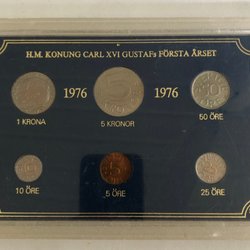 H.M. KONUNG CARL XVI GUSTAFs FÖRSTA ÅRSET
1976 1976
1 KRONA
5 KRONOR
50 ÖRE
10 ÖRE
5 ÖRE
25 ÖRE